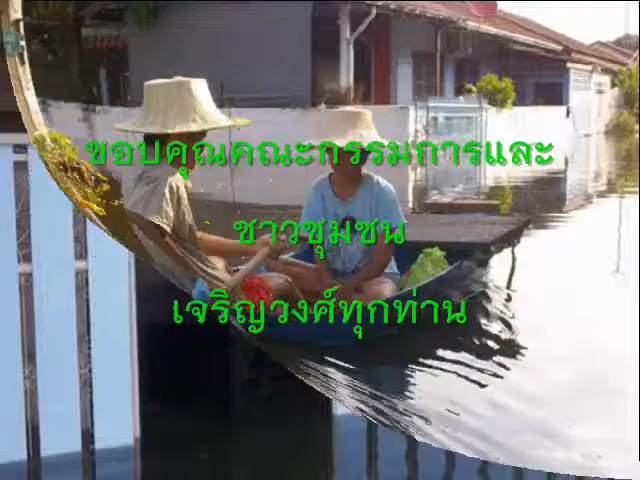 ขอบคุณคณะกรรมการและ
ชาวชุมชน
เจริญวงศ์ทุกท่าน